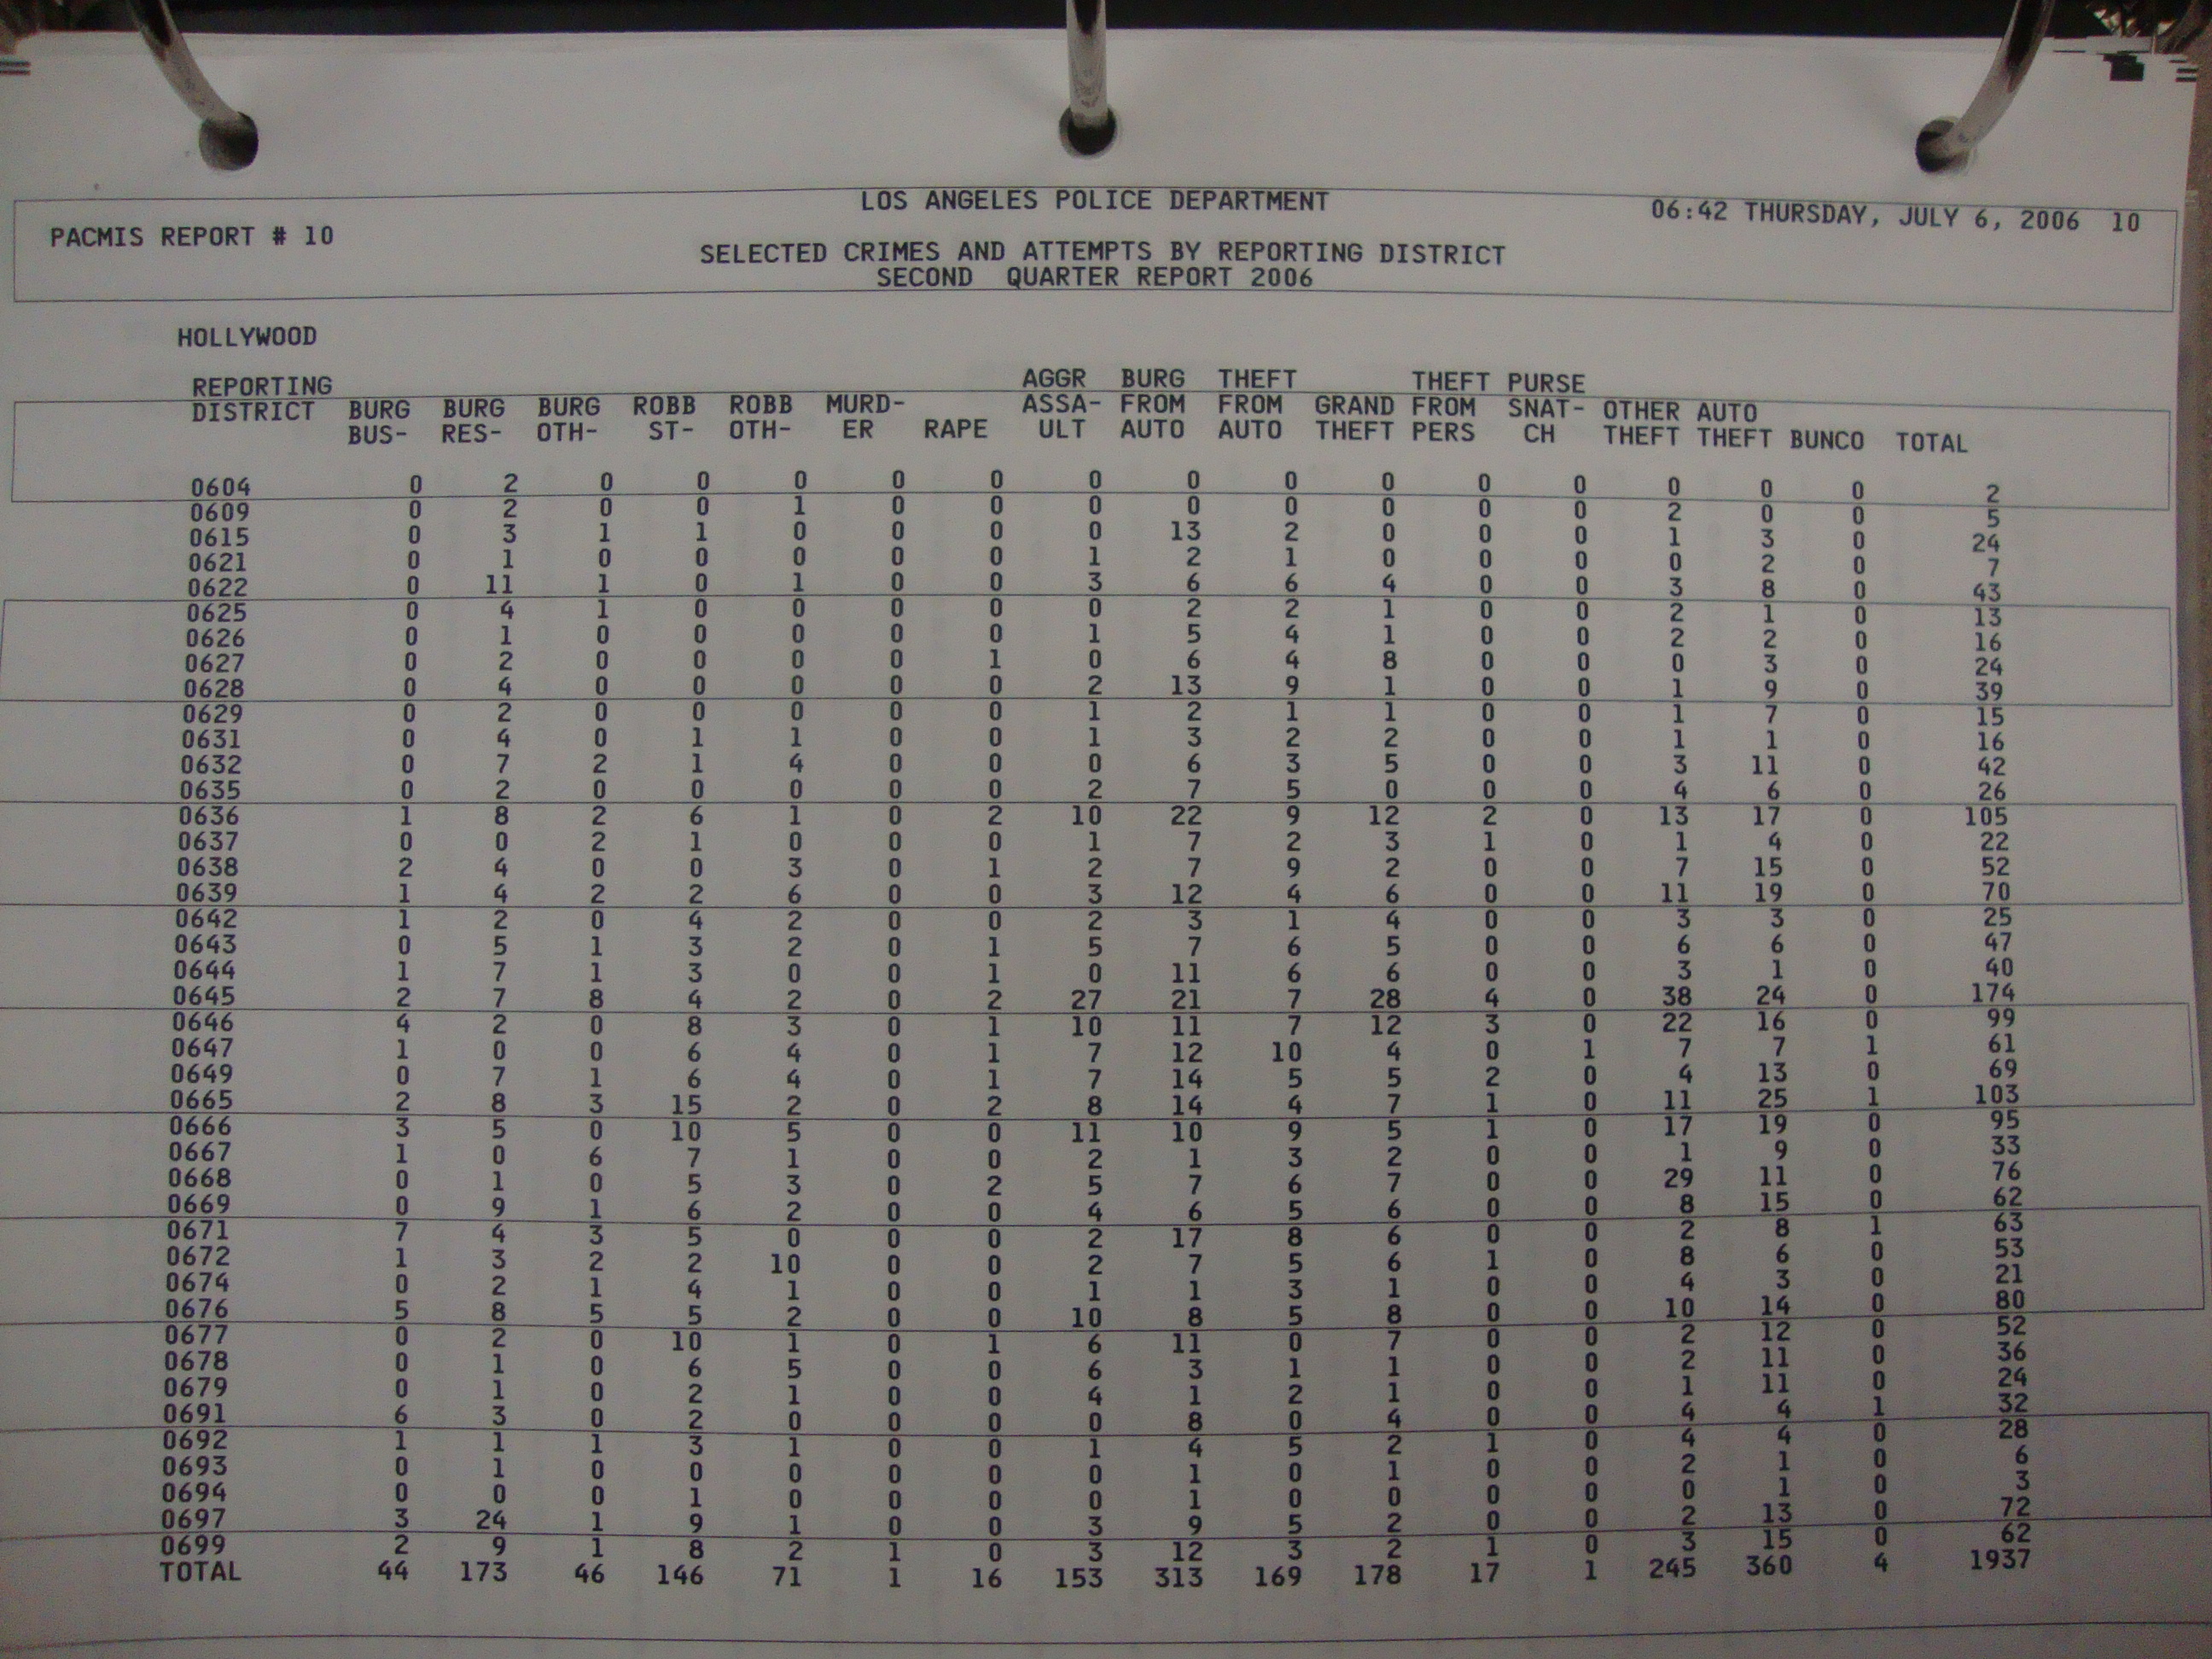 LOS ANGELES POLICE DEPARTMENT
06:42 THURSDAY, JULY 6, 2006 10
PACMIS REPORT # 10
SELECTED CRIMES AND ATTEMPTS BY REPORTING DISTRICT
SECOND QUARTER REPORT 2006
HOLLYWOOD
REPORTING AGGR BURG THEFT THEFT PURSE
DISTRICT BURG BURG BURG ROBB ROBB MURD- ASSA- FROM FROM GRAND FROM SNAT- OTHER AUTO
BUS- RES- OTH- ST- OTH- ER RAPE ULT AUTO AUTO THEFT PERS CH THEFT THEFT BUNCO TOTAL
0604 0 2 0 0 0 0 0 0 0 0 0 0 0 0 0 0 2
0609 0 2 0 0 1 0 0 0 0 0 0 0 0 2 0 0 5
0615 0 3 1 1 0 0 0 0 13 2 0 0 0 1 3 0 24
0621 0 1 0 0 0 0 0 1 2 1 0 0 0 0 2 0 7
0622 0 11 1 0 1 0 0 3 6 6 4 0 0 3 8 0 43
0625 0 4 1 0 0 0 0 0 2 2 1 0 0 2 1 0 13
0626 0 1 0 0 0 0 0 1 5 4 1 0 0 2 2 0 16
0627 0 2 0 0 0 0 1 0 6 4 8 0 0 0 3 0 24
0628 0 4 0 0 0 0 0 2 13 9 1 0 0 1 9 0 39
0629 0 2 0 0 0 0 0 1 2 1 1 0 0 1 7 0 15
0631 0 4 0 1 1 0 0 1 3 2 2 0 0 1 1 0 16
0632 0 7 2 1 4 0 0 0 6 3 5 0 0 3 11 0 42
0635 0 2 0 0 0 0 0 2 7 5 0 0 0 4 6 0 26
0636 1 8 2 6 1 0 2 10 22 9 12 2 0 13 17 0 105
0637 0 0 2 1 0 0 0 1 7 2 3 1 0 1 4 0 22
0638 2 4 0 0 3 0 1 2 7 9 2 0 0 7 15 0 52
0639 1 4 2 2 6 0 0 3 12 4 6 0 0 11 19 0 70
0642 1 2 0 4 2 0 0 2 3 1 4 0 0 3 3 0 25
0643 0 5 1 3 2 0 1 5 7 6 5 0 0 6 6 0 47
0644 1 7 1 3 0 0 1 0 11 6 6 0 0 3 1 0 40
0645 2 7 8 4 2 0 2 27 21 7 28 4 0 38 24 0 174
0646 4 2 0 8 3 0 1 10 11 7 12 3 0 22 16 0 99
0647 1 0 0 6 4 0 1 7 12 10 4 0 1 7 7 1 61
0649 0 7 1 6 4 0 1 7 14 5 5 2 0 4 13 0 69
0665 2 8 3 15 2 0 2 8 14 4 7 1 0 11 25 1 103
0666 3 5 0 10 5 0 0 11 10 9 5 1 0 17 19 0 95
0667 1 0 6 7 1 0 0 2 1 3 2 0 0 1 9 0 33
0668 0 1 0 5 3 0 2 5 7 6 7 0 0 29 11 0 76
0669 0 9 1 6 2 0 0 4 6 5 6 0 0 8 15 0 62
0671 7 4 3 5 0 0 0 2 17 8 6 0 0 2 8 1 63
0672 1 3 2 2 10 0 0 2 7 5 6 1 0 8 6 0 53
0674 0 2 1 4 1 0 0 1 1 3 1 0 0 4 3 0 21
0676 5 8 5 5 2 0 0 10 8 5 8 0 0 10 14 0 80
0677 0 2 0 10 1 0 1 6 11 0 7 0 0 2 12 0 52
0678 0 1 0 6 5 0 0 6 3 1 1 0 0 2 11 0 36
0679 0 1 0 2 1 0 0 4 1 2 1 0 0 1 11 0 24
0691 6 3 0 2 0 0 0 0 8 0 4 0 0 4 4 1 32
0692 1 1 1 3 1 0 0 1 4 5 2 1 0 4 4 0 28
0693 0 1 0 0 0 0 0 0 1 0 1 0 0 2 1 0 6
0694 0 0 0 1 0 0 0 0 1 0 0 0 0 0 1 0 3
0697 3 24 1 9 1 0 0 3 9 5 2 0 0 2 13 0 72
0699 2 9 1 8 2 1 0 3 12 3 2 1 0 3 15 0 62
TOTAL 44 173 46 146 71 1 16 153 313 169 178 17 1 245 360 4 1937